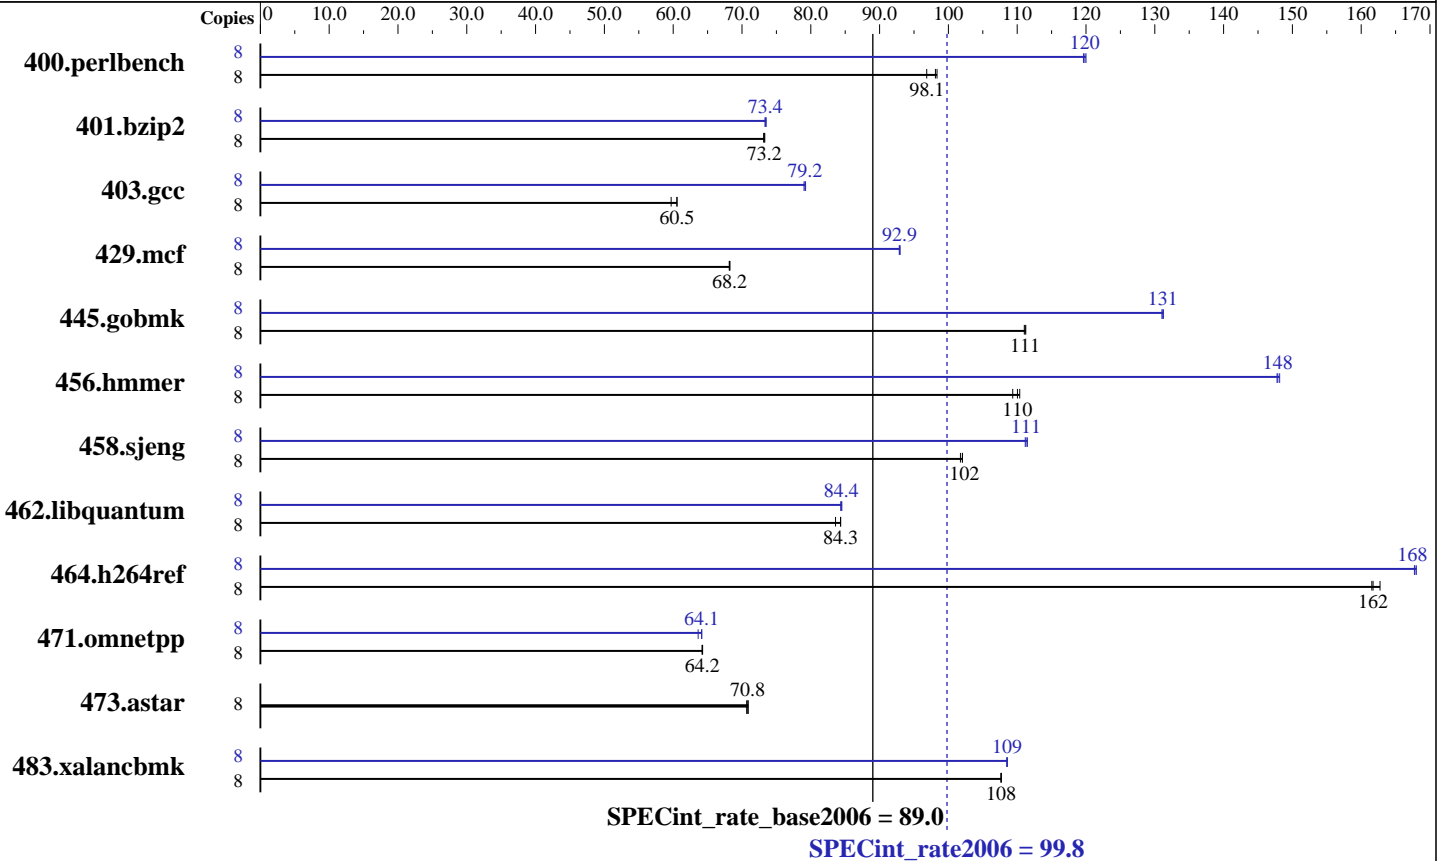 Copies 0 10.0 20.0 30.0 40.0 50.0 60.0 70.0 80.0 90.0 100 110 120 130 140 150 160 170
400.perlbench 8 120
8 98.1
401.bzip2 8 73.4
8 73.2
403.gcc 8 79.2
8 60.5
429.mcf 8 92.9
8 68.2
445.gobmk 8 131
8 111
456.hmmer 8 148
8 110
458.sjeng 8 111
8 102
462.libquantum 8 84.4
8 84.3
464.h264ref 8 168
8 162
471.omnetpp 8 64.1
8 64.2
473.astar 8 70.8
483.xalancbmk 8 109
8 108
SPECint_rate_base2006 = 89.0
SPECint_rate2006 = 99.8